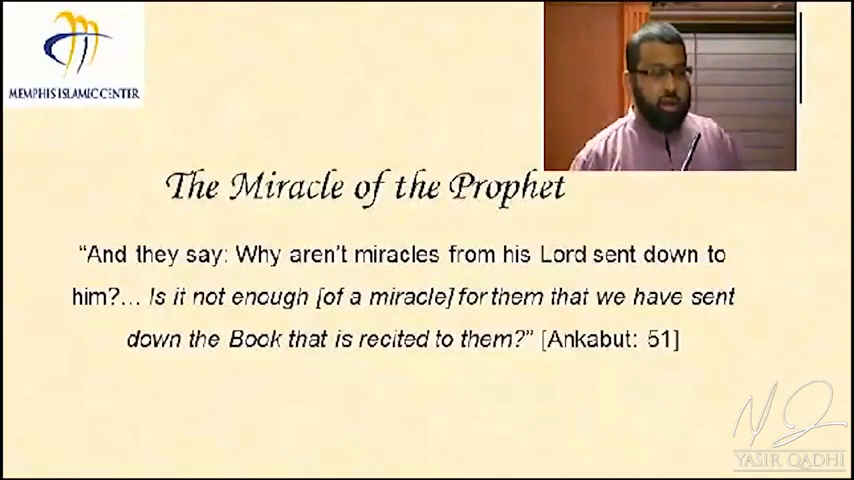 MEMPHIS ISLAMIC CENTER
The Miracle of the Prophet
“And they say: Why aren’t miracles from his Lord sent down to
him?... Is it not enough [of a miracle] for them that we have sent
down the Book that is recited to them?” [Ankabut: 51]
YASIR QADHI